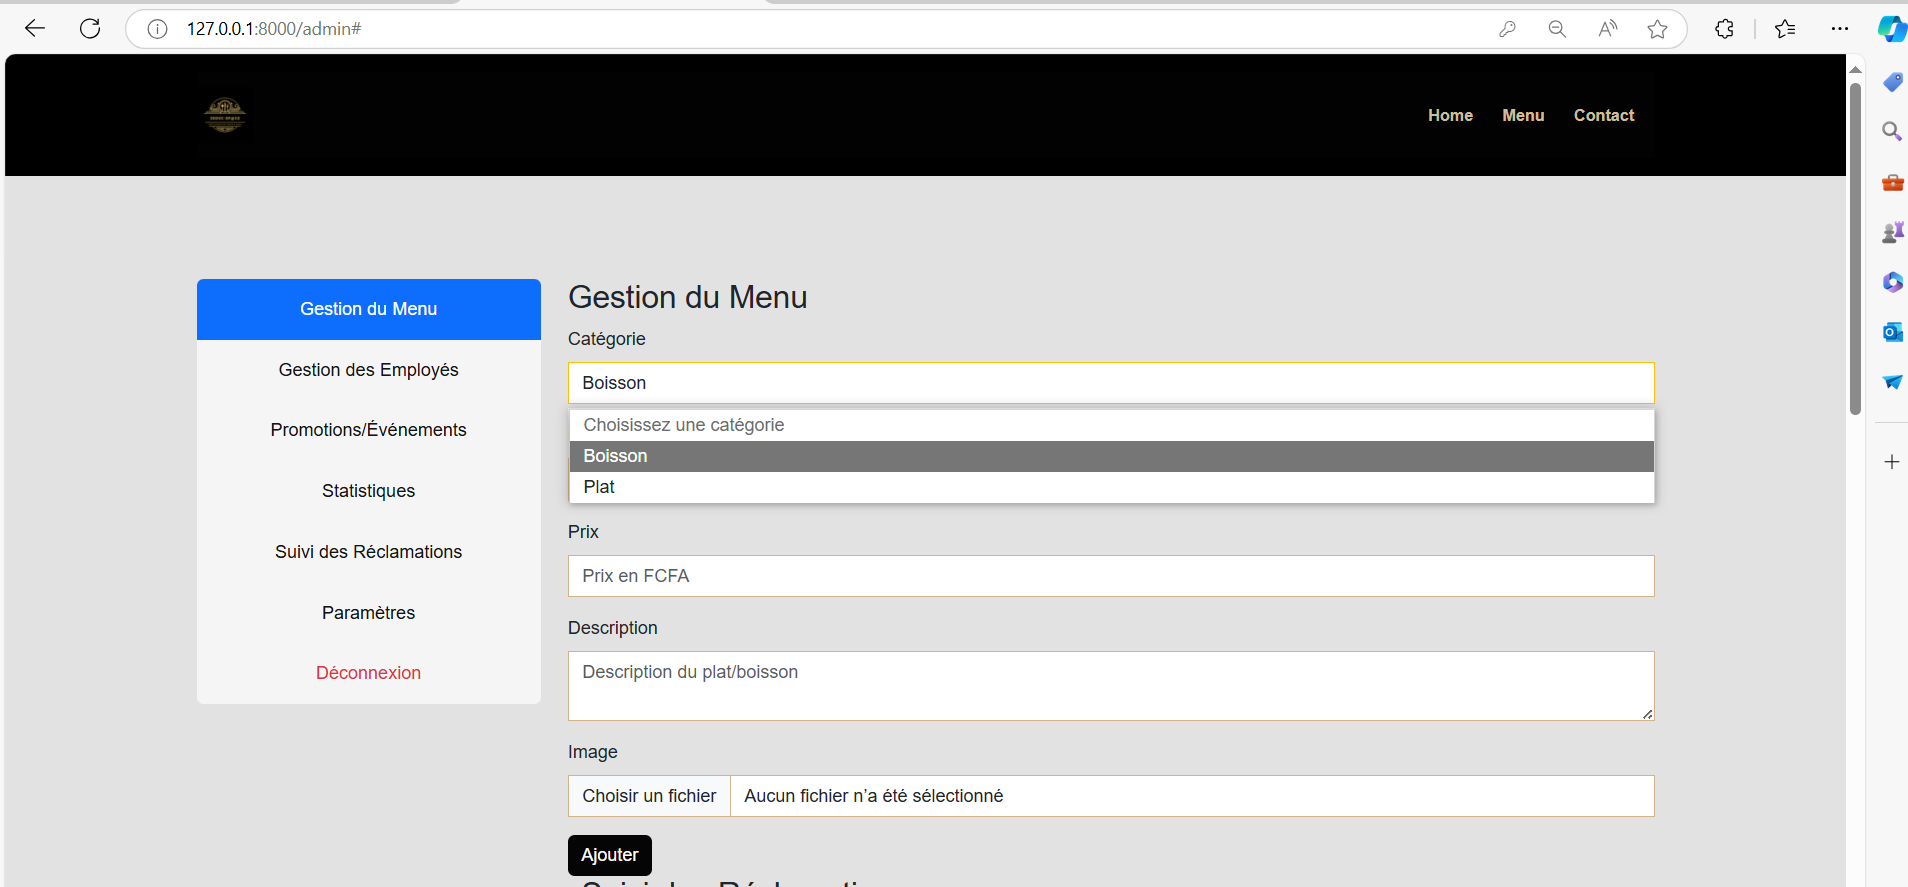 127.0.0.1:8000/admin#
Home
Menu
Contact
Gestion du Menu
Gestion des Employés
Promotions/Événements
Statistiques
Suivi des Réclamations
Paramètres
Déconnexion
Gestion du Menu
Catégorie
Boisson
Choisissez une catégorie
Boisson
Plat
Prix
Prix en FCFA
Description
Description du plat/boisson
Image
Choisir un fichier
Aucun fichier n'a été sélectionné
Ajouter